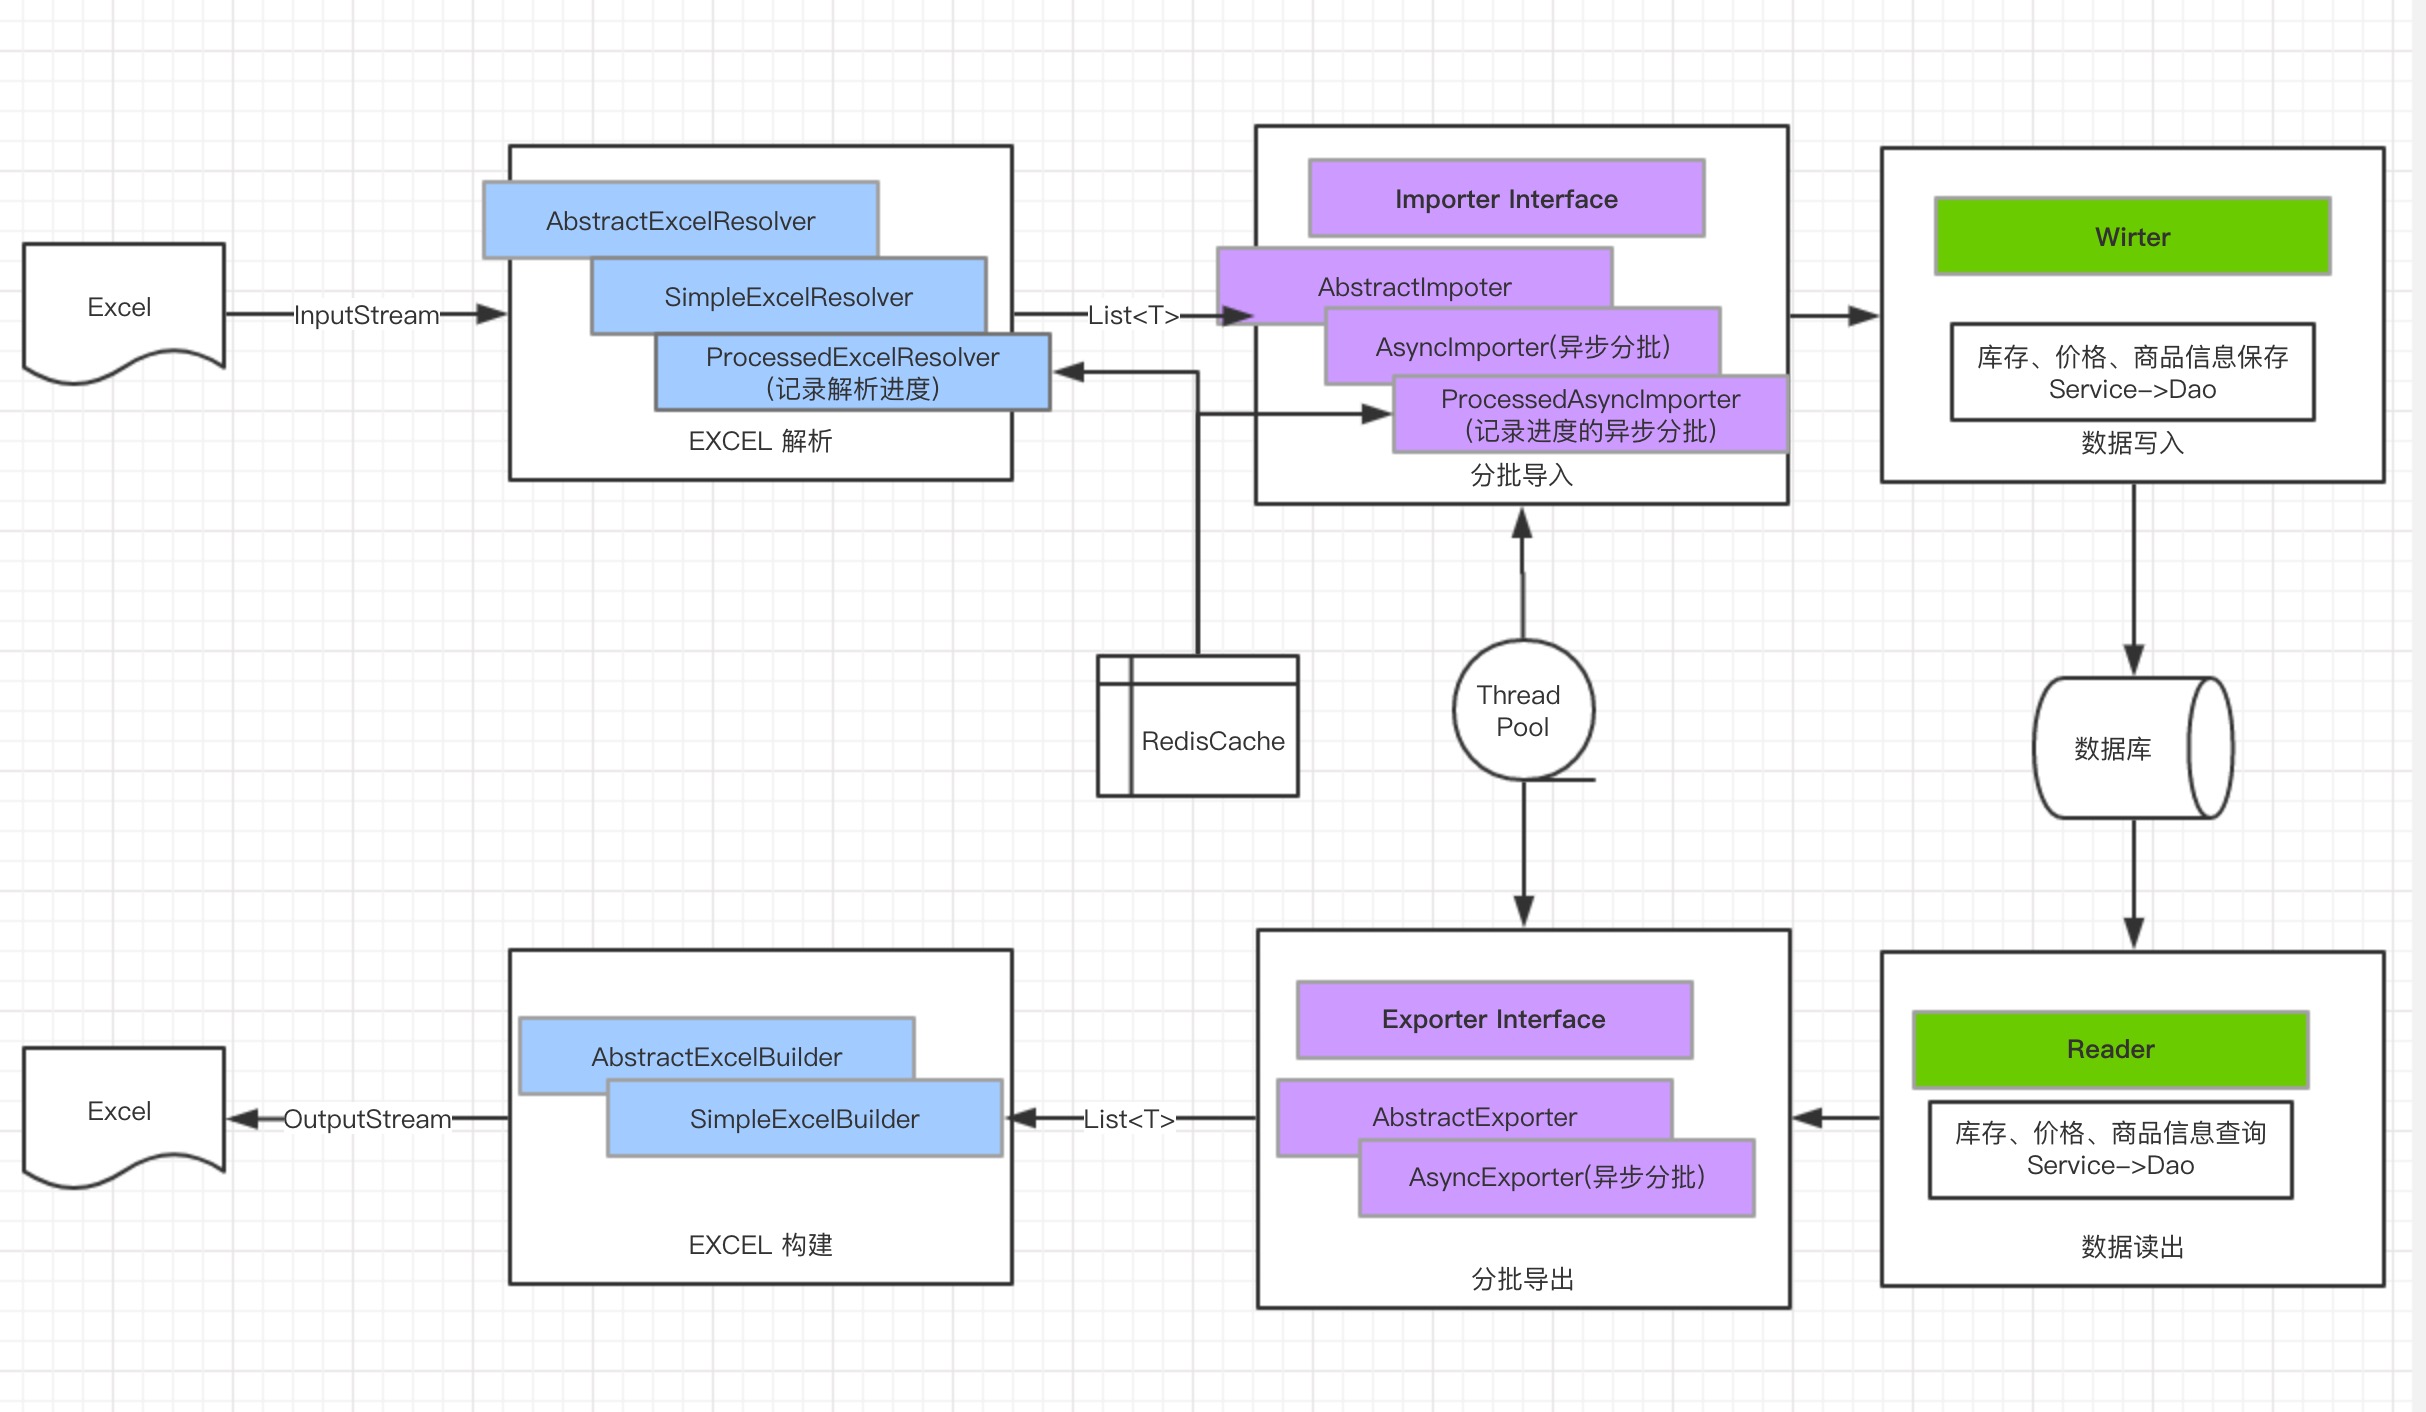 Excel
InputStream
AbstractExcelResolver
SimpleExcelResolver
ProcessedExcelResolver
(记录解析进度)
EXCEL 解析
List<T>
Importer Interface
AbstractImpoter
AsyncImporter(异步分批)
ProcessedAsyncImporter
(记录进度的异步分批)
分批导入
Wirter
库存、价格、商品信息保存
Service->Dao
数据写入
RedisCache
Thread
Pool
数据库
Excel
OutputStream
AbstractExcelBuilder
SimpleExcelBuilder
EXCEL 构建
List<T>
Exporter Interface
AbstractExporter
AsyncExporter(异步分批)
分批导出
Reader
库存、价格、商品信息查询
Service->Dao
数据读出